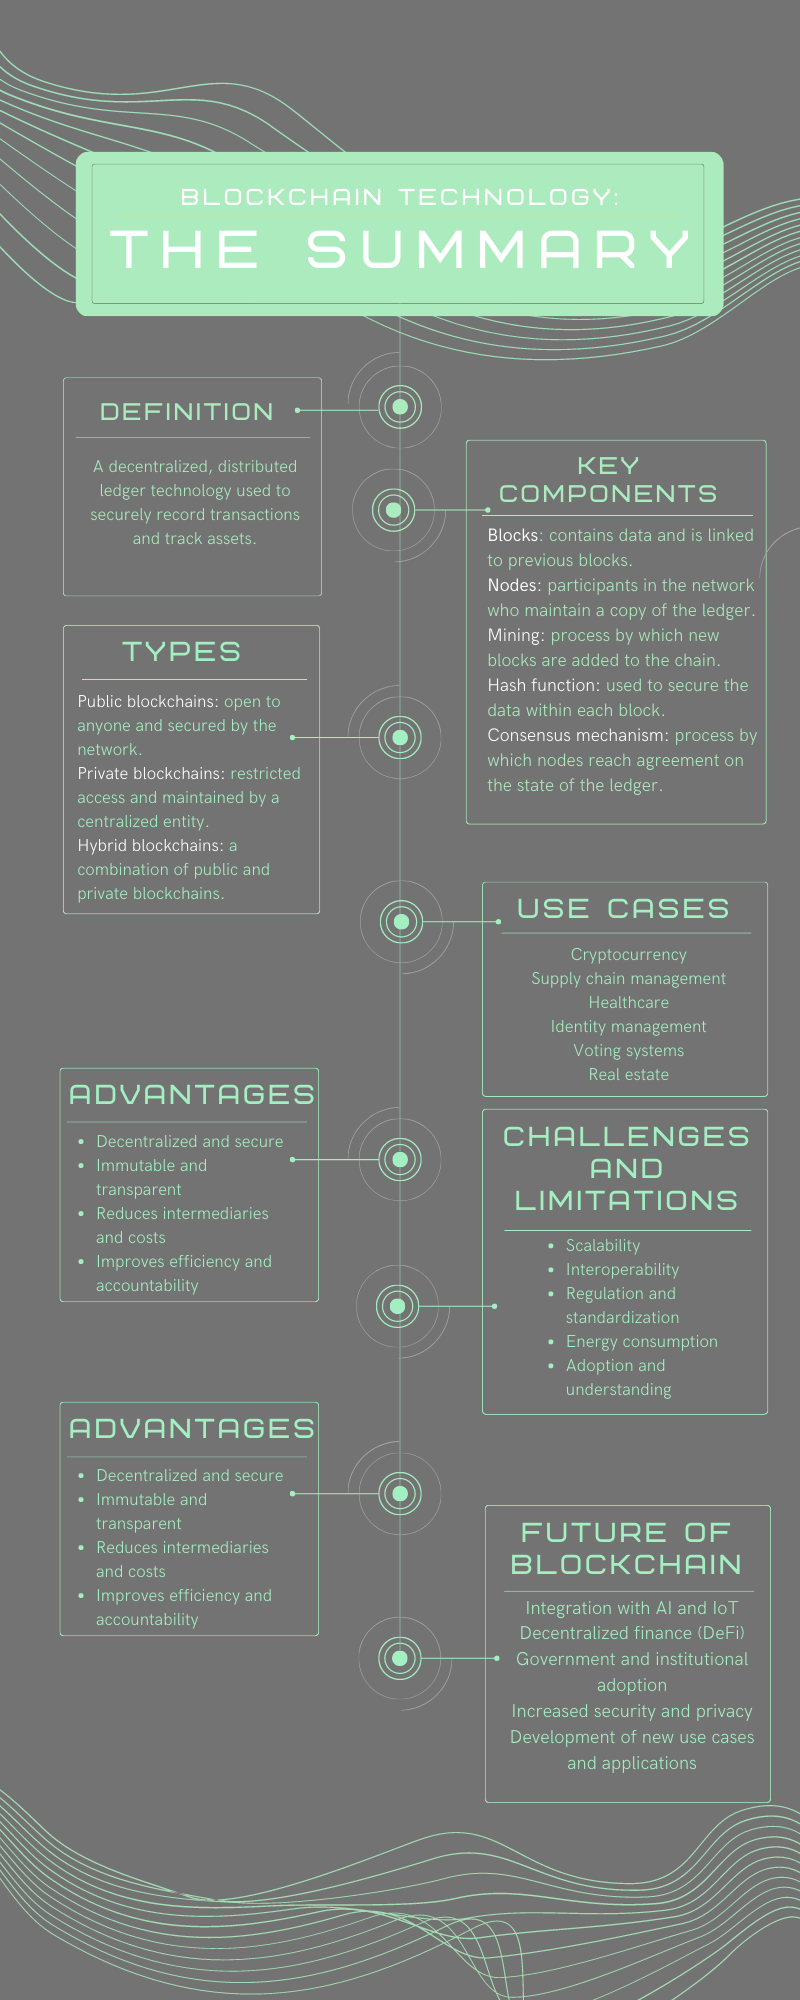 BLOCKCHAIN TECHNOLOGY:
THE SUMMARY
DEFINITION
A decentralized, distributed
ledger technology used to
securely record transactions
and track assets.
KEY
COMPONENTS
Blocks: contains data and is linked
to previous blocks.
Nodes: participants in the network
who maintain a copy of the ledger.
Mining: process by which new
blocks are added to the chain.
Hash function: used to secure the
data within each block.
Consensus mechanism: process by
which nodes reach agreement on
the state of the ledger.
TYPES
Public blockchains: open to
anyone and secured by the
network.
Private blockchains: restricted
access and maintained by a
centralized entity.
Hybrid blockchains: a
combination of public and
private blockchains.
USE CASES
Cryptocurrency
Supply chain management
Healthcare
Identity management
Voting systems
Real estate
ADVANTAGES
• Decentralized and secure
• Immutable and
transparent
• Reduces intermediaries
and costs
• Improves efficiency and
accountability
CHALLENGES
AND
LIMITATIONS
• Scalability
• Interoperability
• Regulation and
standardization
• Energy consumption
• Adoption and
understanding
ADVANTAGES
• Decentralized and secure
• Immutable and
transparent
• Reduces intermediaries
and costs
• Improves efficiency and
accountability
FUTURE OF
BLOCKCHAIN
Integration with AI and IoT
Decentralized finance (DeFi)
Government and institutional
adoption
Increased security and privacy
Development of new use cases
and applications